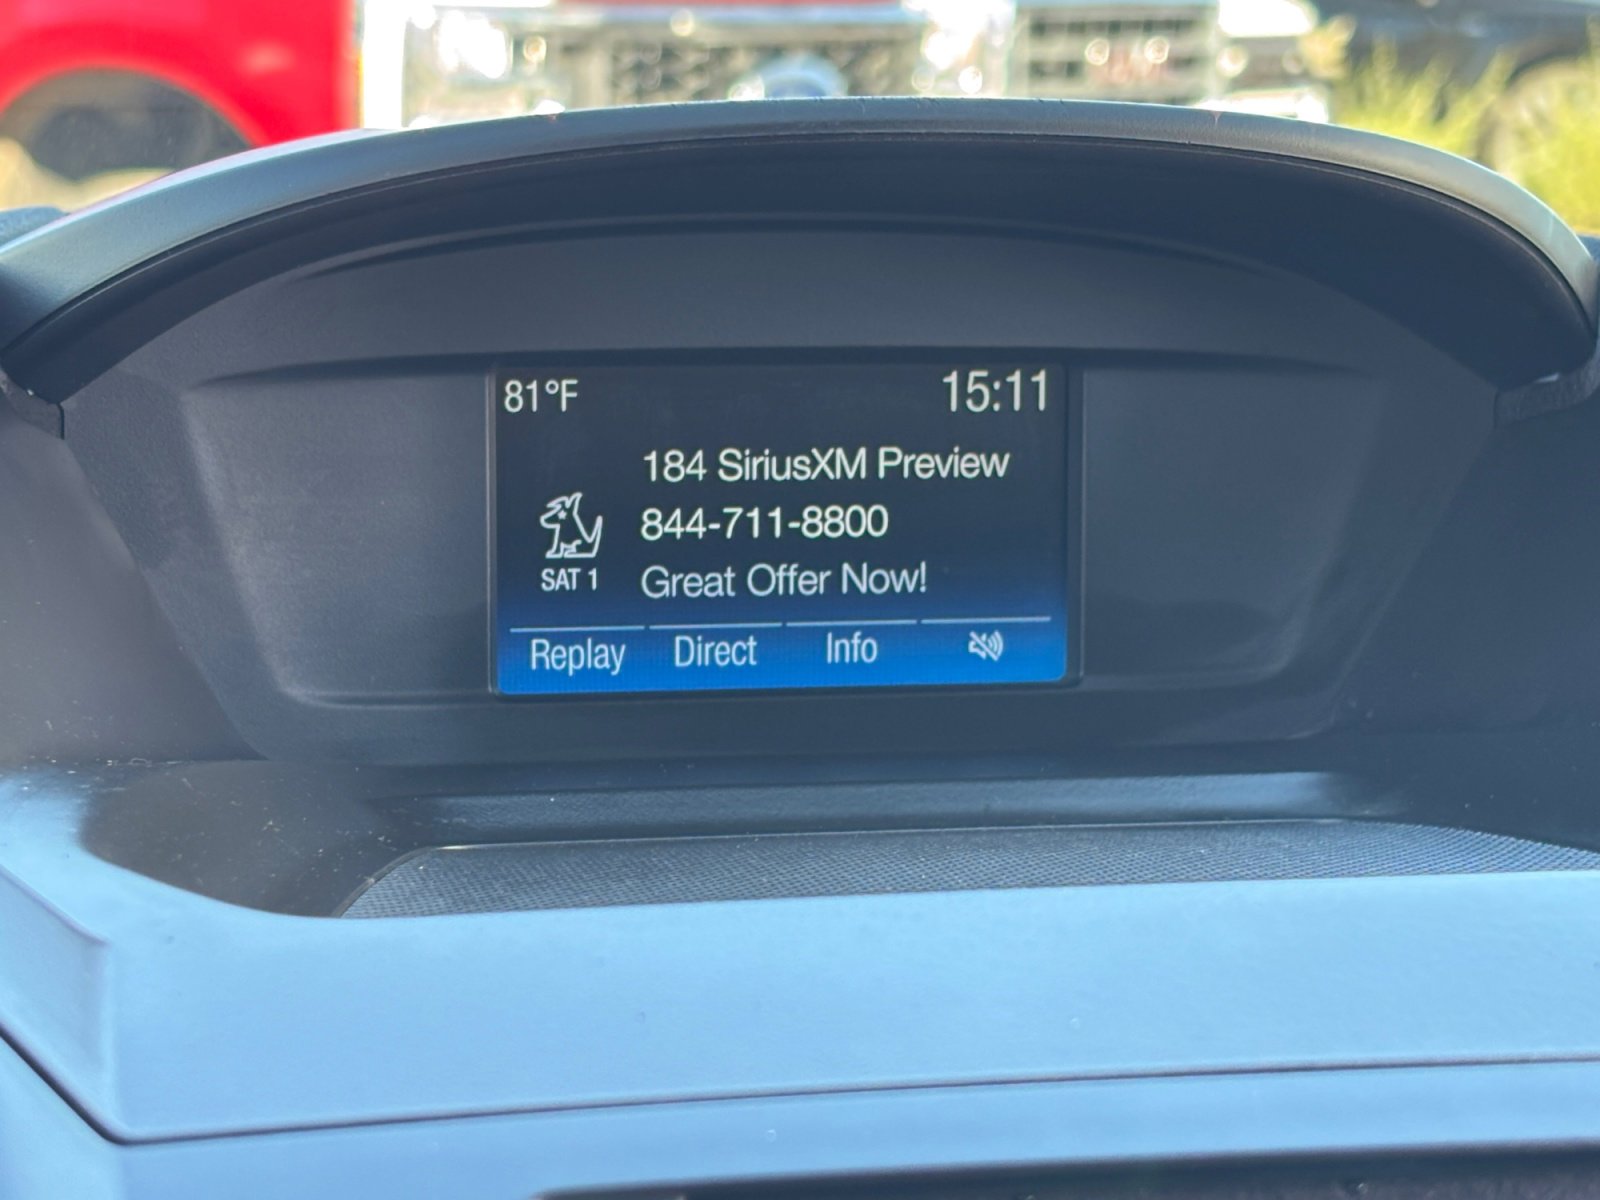 81°F 15:11
184 SiriusXM Preview
844-711-8800
SAT 1 Great Offer Now!
Replay Direct Info